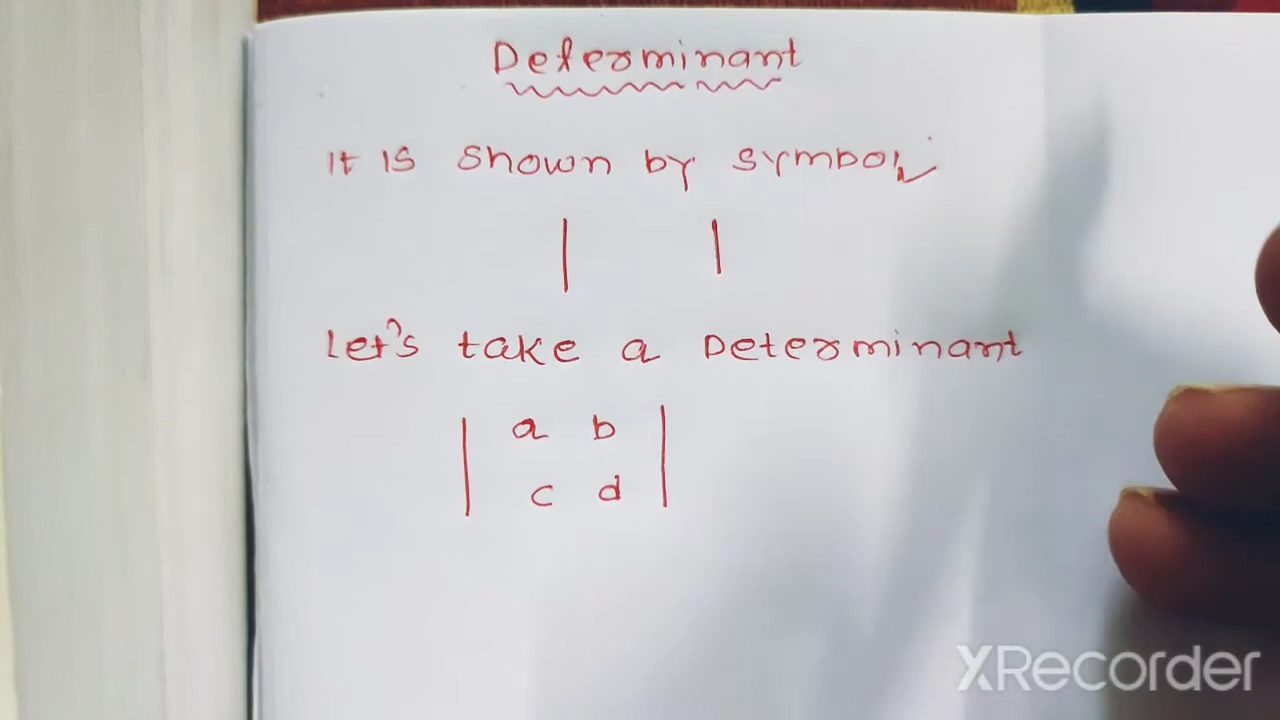 Determinant
It is shown by symbol
| |
Let's take a Determinant
| a b |
| c d |
XRecorder